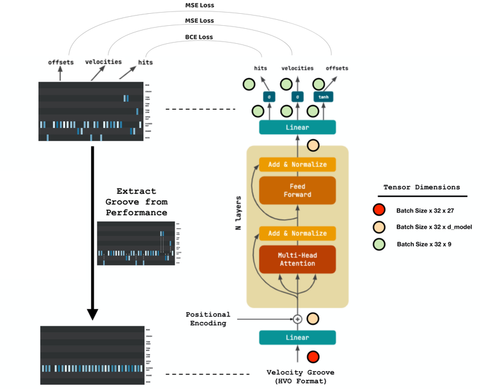 MSE Loss
MSE Loss
BCE Loss
offsets
velocities
hits
hits
velocities
offsets
σ
σ
tanh
Linear
Add & Normalize
Feed
Forward
N layers
Add & Normalize
Multi-Head
Attention
Extract
Groove from
Performance
Positional
Encoding
+
Linear
Velocity Groove
(HVO Format)
Tensor Dimensions
Batch Size x 32 x 27
Batch Size x 32 x d_model
Batch Size x 32 x 9